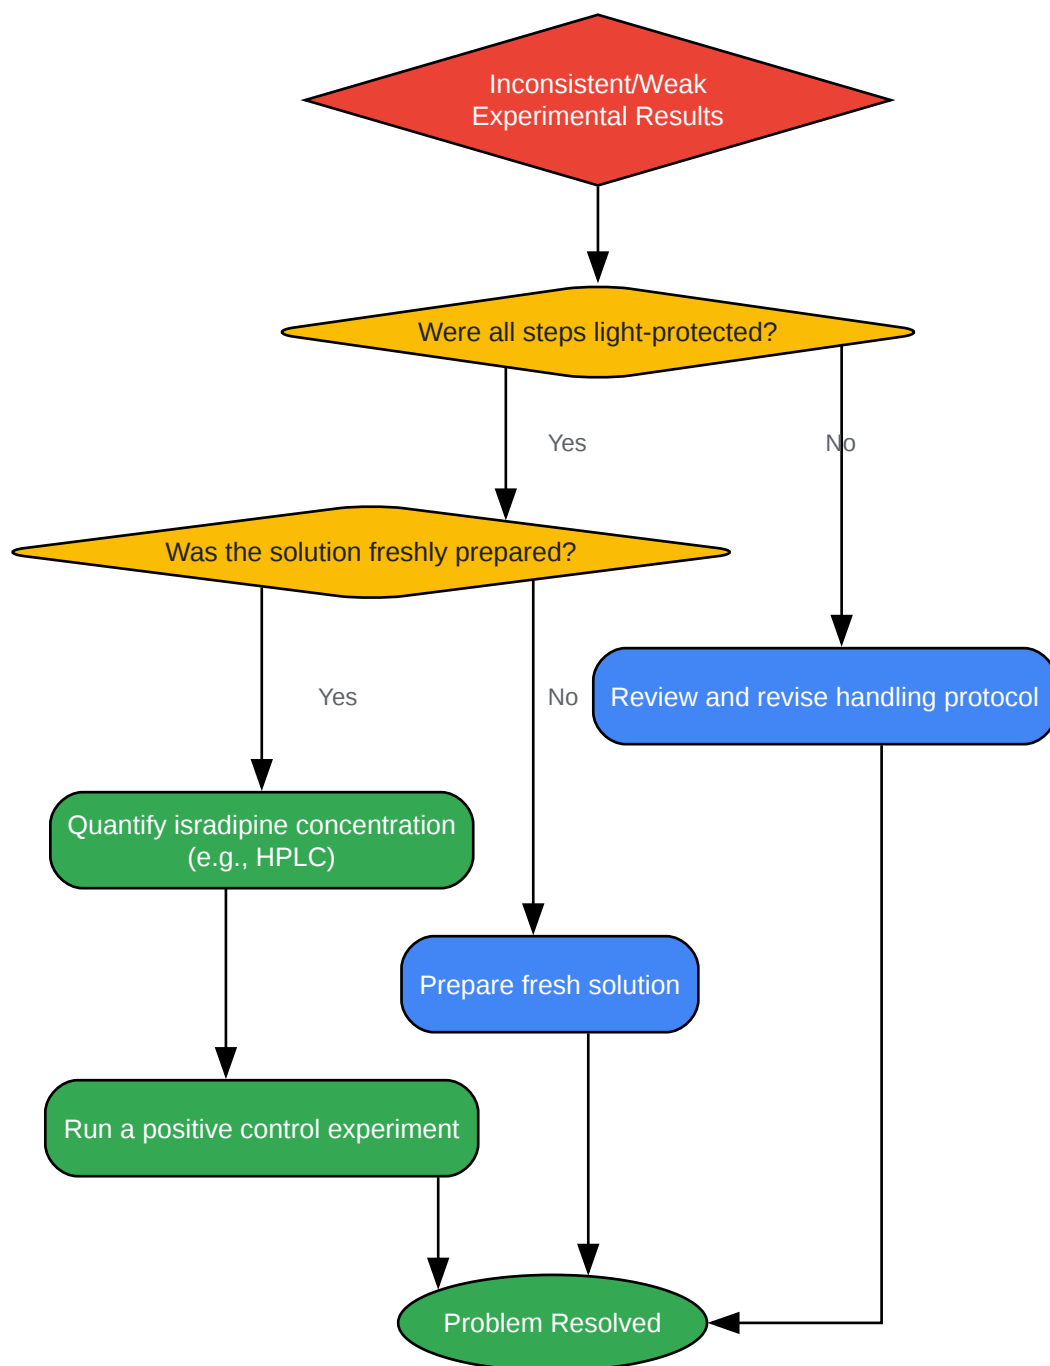 Inconsistent/Weak
Experimental Results
Were all steps light-protected?
Yes
No
Was the solution freshly prepared?
Yes
No
Review and revise handling protocol
Quantify isradipine concentration
(e.g., HPLC)
Prepare fresh solution
Run a positive control experiment
Problem Resolved